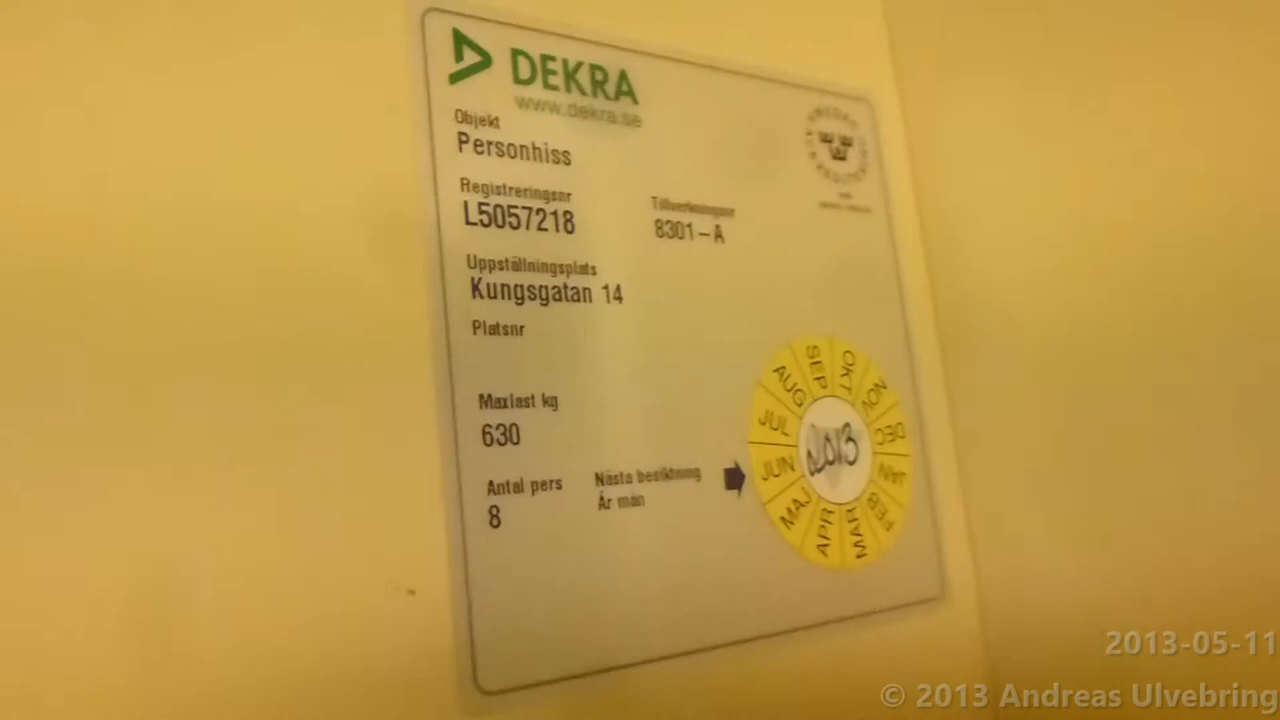 DEKRA
www.dekra.se
Objekt
Personhiss
Registreringsnr
L5057218
Tillverkningsnr
8301-A
Uppställningsplats
Kungsgatan 14
Platsnr
Maxlast kg
630
Antal pers
8
Nästa besiktning
År mån
JAN
FEB
MAR
APR
MAJ
JUN
JUL
AUG
SEP
OKT
NOV
DEC
2013
2013-05-11
© 2013 Andreas Ulvebring